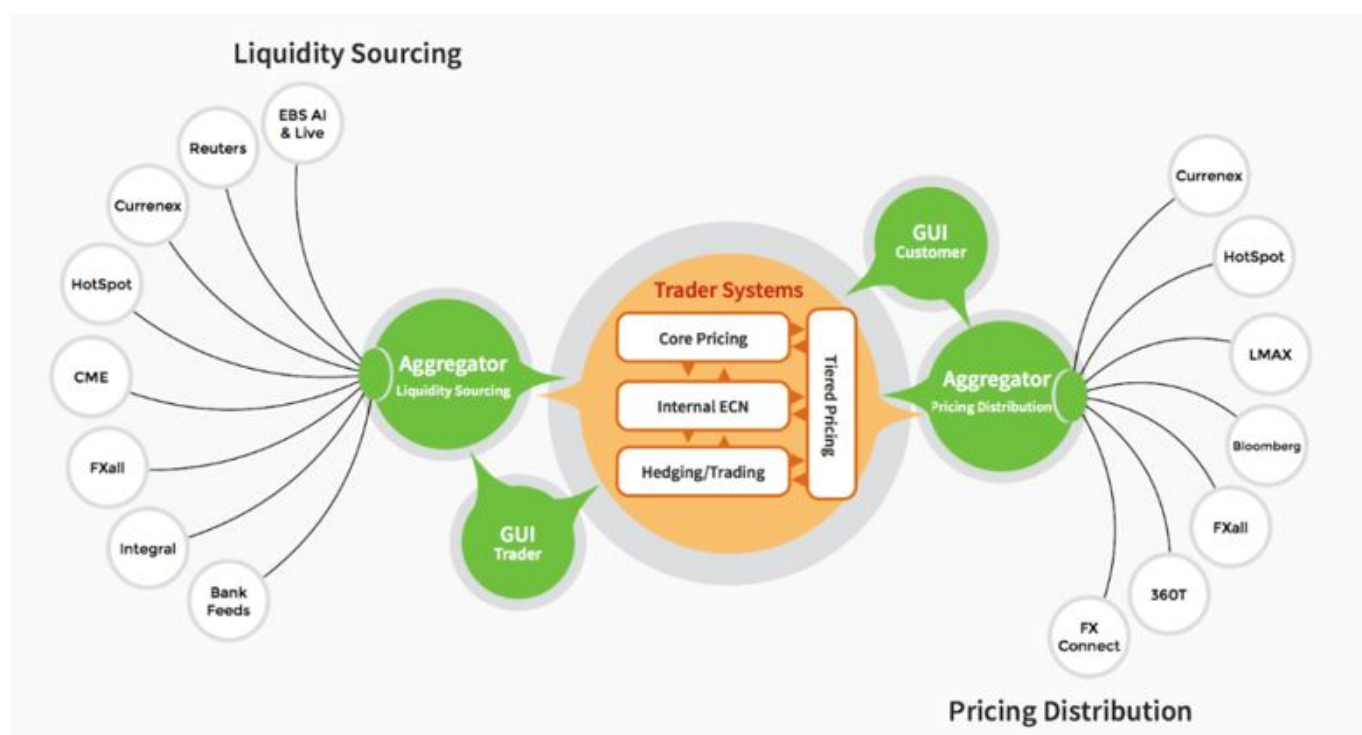 Liquidity Sourcing
EBS AI
& Live
Reuters
Currenex
HotSpot
CME
FXall
Integral
Bank
Feeds
Aggregator
Liquidity Sourcing
GUI
Trader
Trader Systems
Core Pricing
Internal ECN
Hedging/Trading
Tiered Pricing
GUI
Customer
Aggregator
Pricing Distribution
Currenex
HotSpot
LMAX
Bloomberg
FXall
360T
FX
Connect
Pricing Distribution